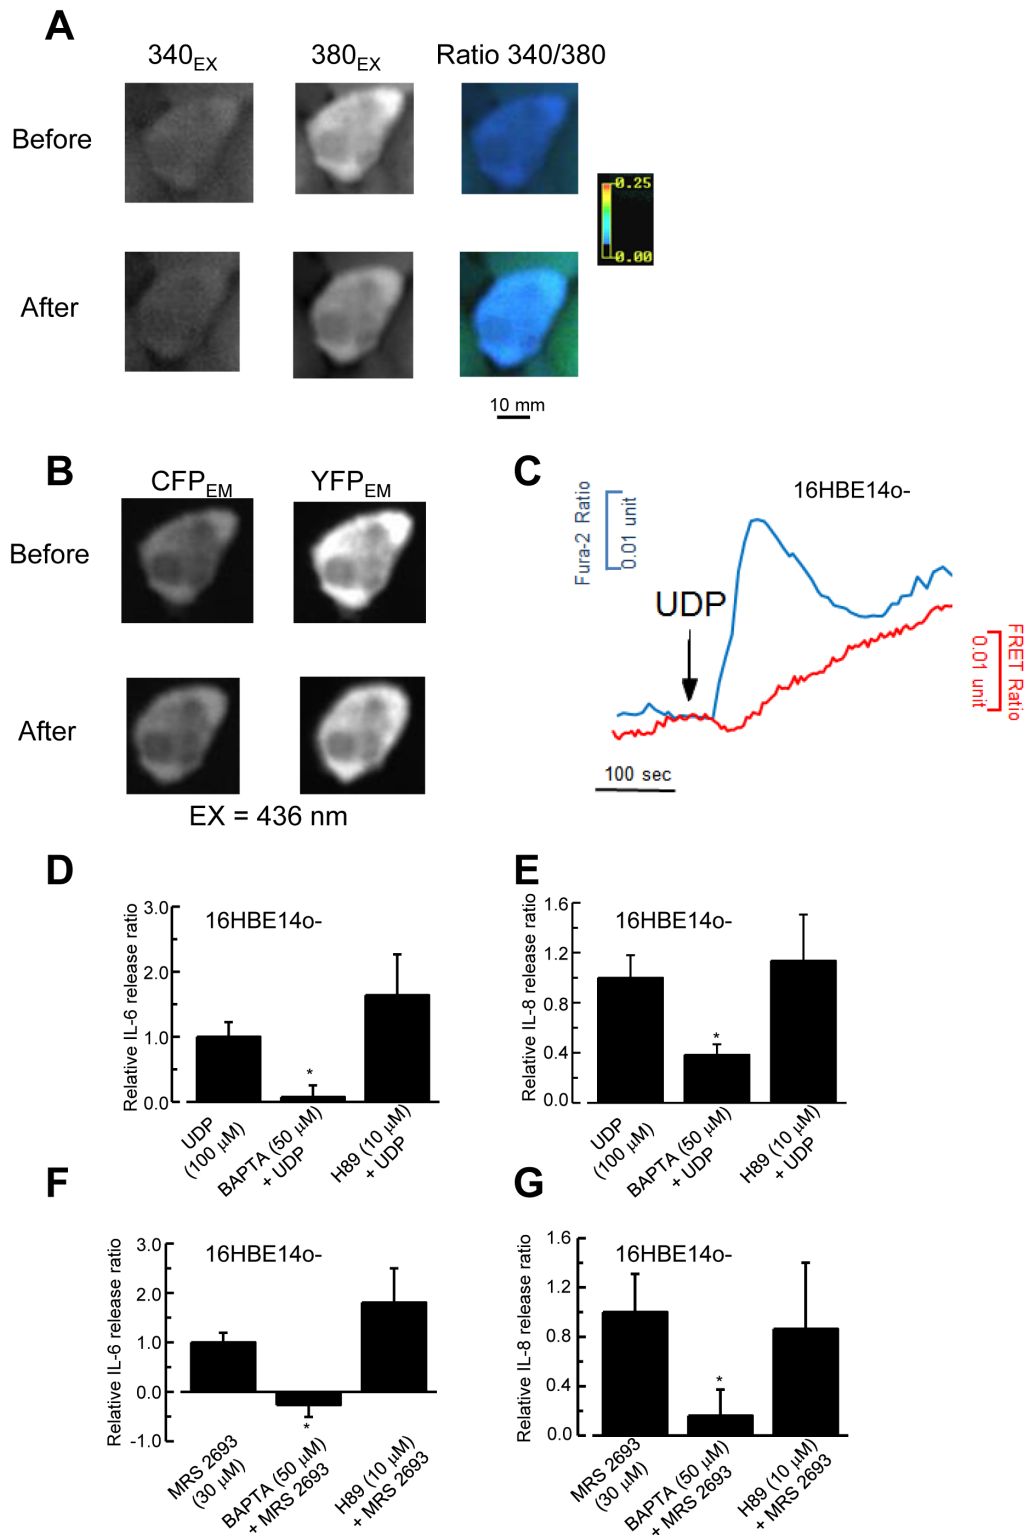 A
340EX
380EX
Ratio 340/380
Before
0.25
0.00
After
10 mm
B
CFPEM
YFPEM
Before
After
EX = 436 nm
C
16HBE14o-
Fura-2 Ratio
0.01 unit
UDP
FRET Ratio
0.01 unit
100 sec
D
16HBE14o-
Relative IL-6 release ratio
3.0
2.0
1.0
0.0
*
UDP
(100 µM)
BAPTA (50 µM)
+ UDP
H89 (10 µM)
+ UDP
E
16HBE14o-
Relative IL-8 release ratio
1.6
1.2
0.8
0.4
0.0
*
UDP
(100 µM)
BAPTA (50 µM)
+ UDP
H89 (10 µM)
+ UDP
F
16HBE14o-
Relative IL-6 release ratio
3.0
2.0
1.0
0.0
-1.0
*
MRS 2693
(30 µM)
BAPTA (50 µM)
+ MRS 2693
H89 (10 µM)
+ MRS 2693
G
16HBE14o-
Relative IL-8 release ratio
1.6
1.2
0.8
0.4
0.0
*
MRS 2693
(30 µM)
BAPTA (50 µM)
+ MRS 2693
H89 (10 µM)
+ MRS 2693